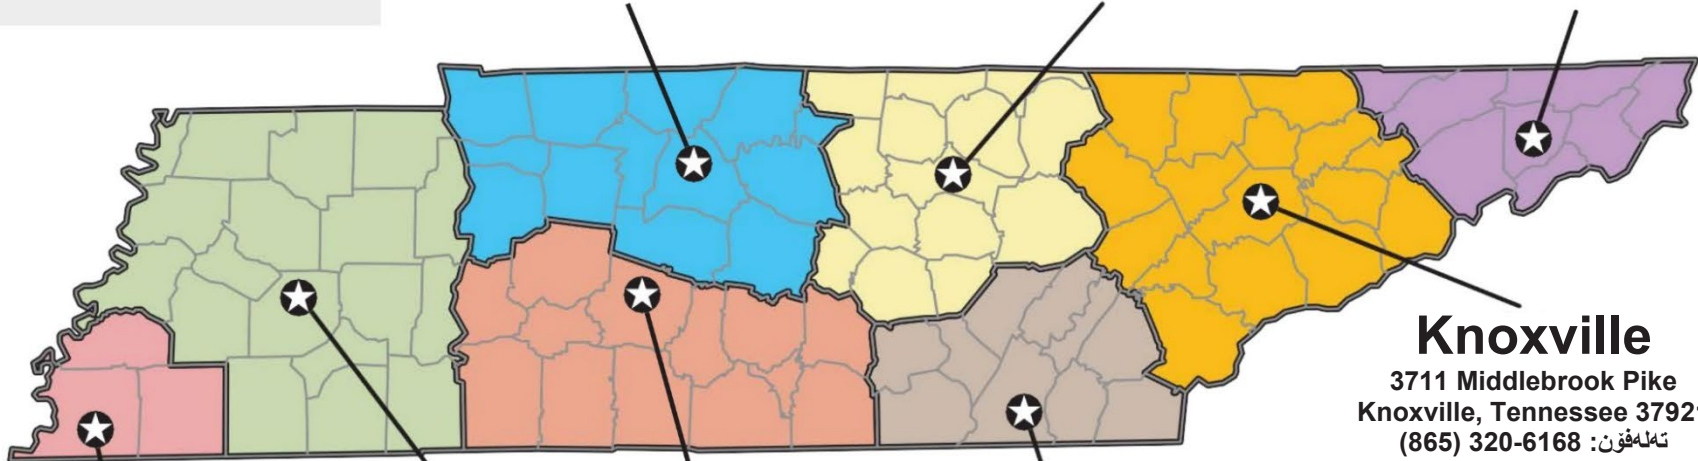 Knoxville
3711 Middlebrook Pike
Knoxville, Tennessee
تەلەفۆن: (865) 320-6168